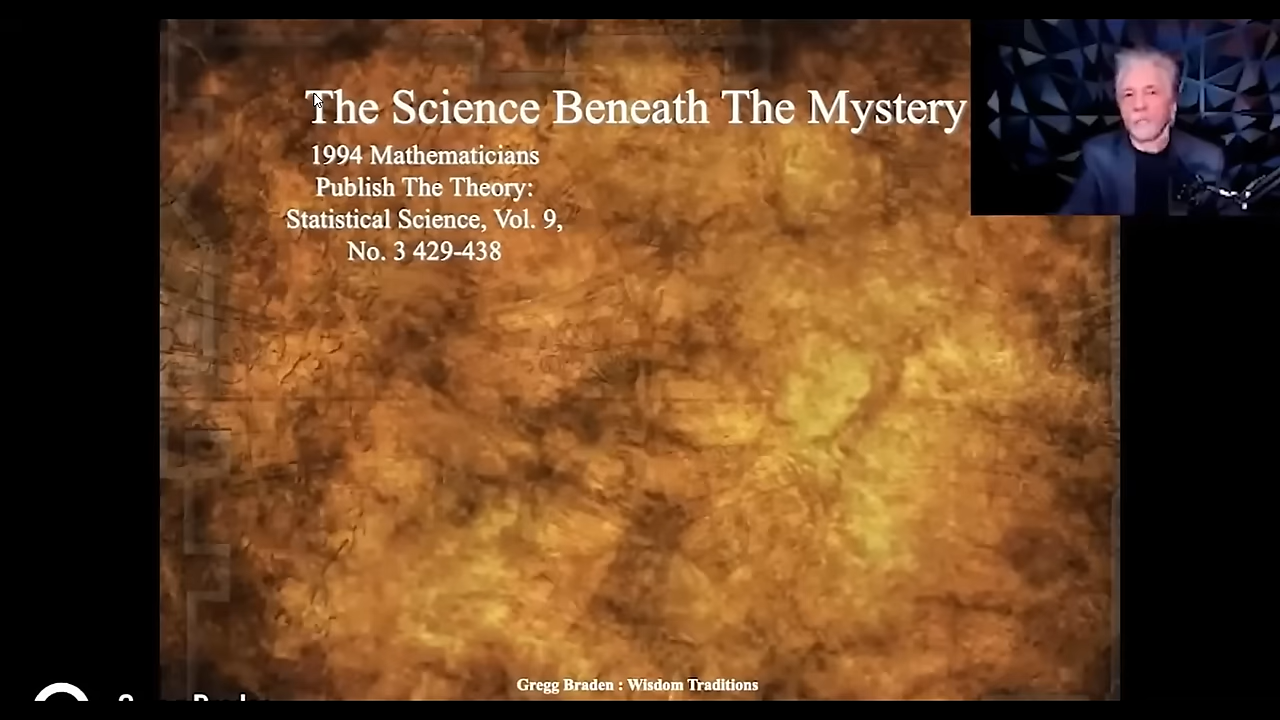 The Science Beneath The Mystery
1994 Mathematicians
Publish The Theory:
Statistical Science, Vol. 9,
No. 3 429-438
Gregg Braden : Wisdom Traditions